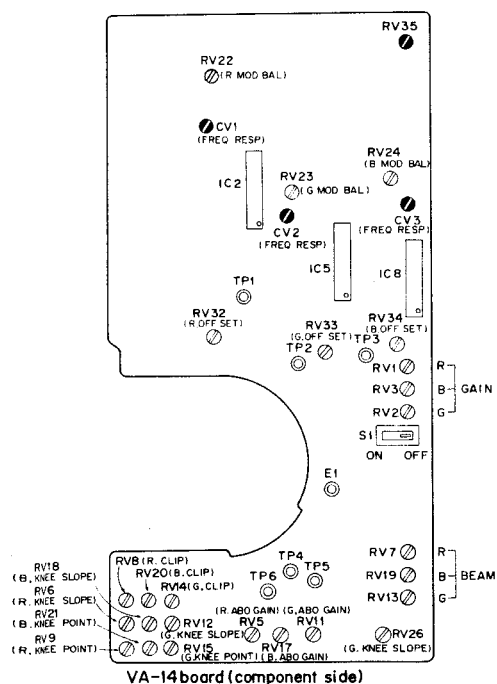 RV35
RV22
(R MOD BAL)
CV1
(FREQ RESP)
IC2
RV24
(B MOD BAL)
RV23
(G MOD BAL)
CV2
(FREQ RESP)
CV3
(FREQ RESP)
IC5
IC8
TP1
RV32
(R.OFF SET)
RV33
(G.OFF SET)
TP2
TP3
RV34
(B.OFF SET)
RV1 R
RV3 B GAIN
RV2 G
S1
ON OFF
E1
RV7 R
RV19 B BEAM
RV13 G
RV8 (R. CLIP)
RV20 (B.CLIP)
RV14 (G.CLIP)
RV18
(B. KNEE SLOPE)
RV6
(R. KNEE SLOPE)
RV21
(B. KNEE POINT)
RV9
(R, KNEE POINT)
TP4
TP6
TP5
(R.ABO GAIN) (G,ABO GAIN)
RV12
(G.KNEE SLOPE)
RV5
RV11
RV15
(G.KNEE POINT)
RV17
(B.ABO GAIN)
RV26
(G. KNEE SLOPE)
VA-14 board (component side)